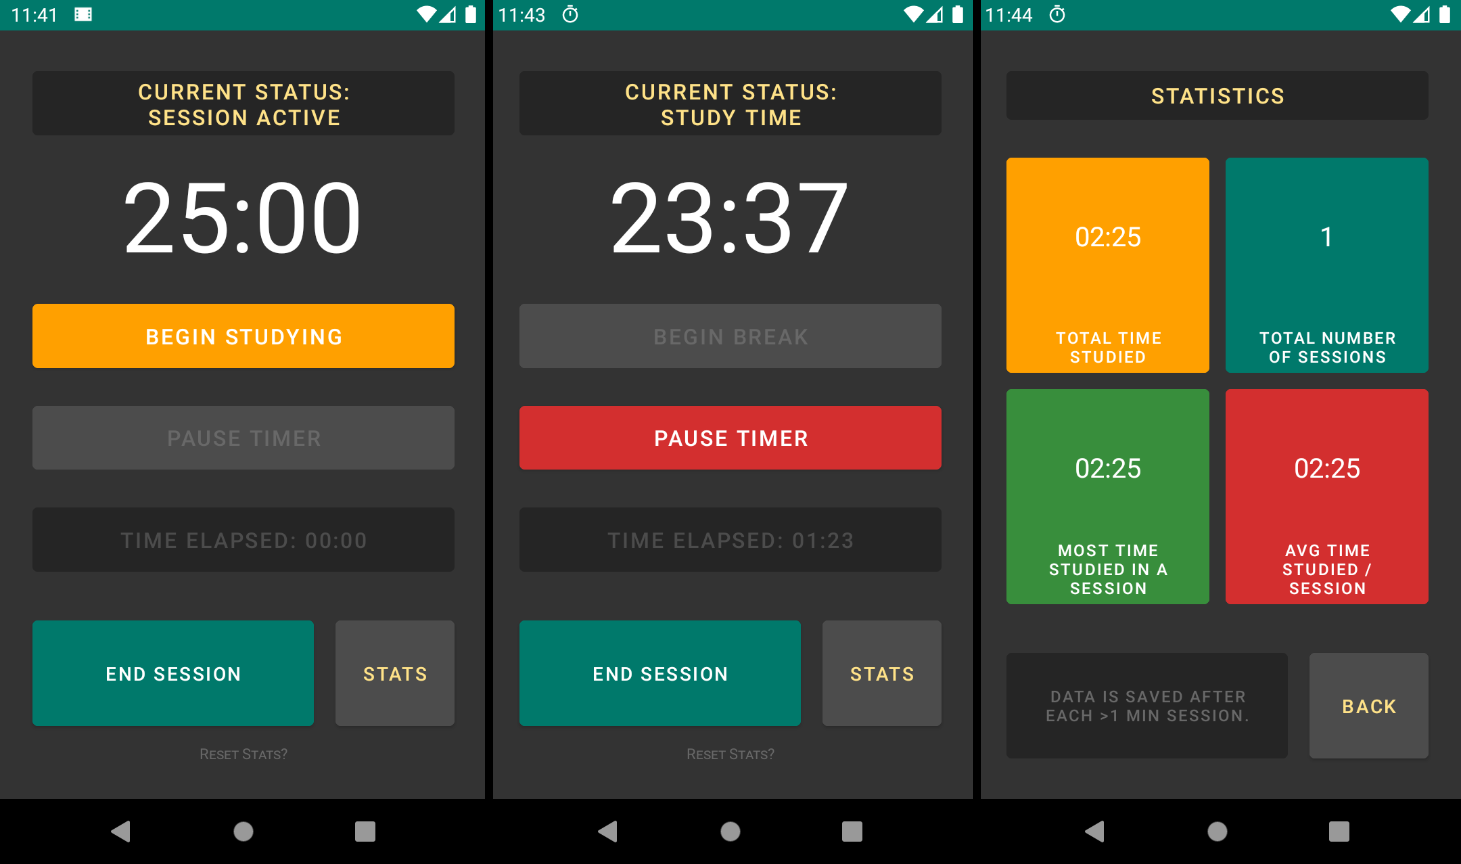 11:41
CURRENT STATUS:
SESSION ACTIVE
25:00
BEGIN STUDYING
PAUSE TIMER
TIME ELAPSED: 00:00
END SESSION
STATS
RESET STATS?
11:43
CURRENT STATUS:
STUDY TIME
23:37
BEGIN BREAK
PAUSE TIMER
TIME ELAPSED: 01:23
END SESSION
STATS
RESET STATS?
11:44
STATISTICS
02:25
TOTAL TIME
STUDIED
1
TOTAL NUMBER
OF SESSIONS
02:25
MOST TIME
STUDIED IN A
SESSION
02:25
AVG TIME
STUDIED /
SESSION
DATA IS SAVED AFTER
EACH >1 MIN SESSION.
BACK